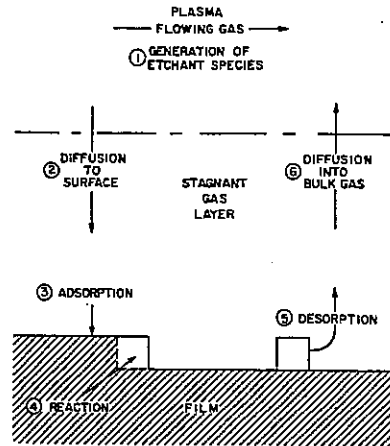 PLASMA
FLOWING GAS
① GENERATION OF
ETCHANT SPECIES
② DIFFUSION
TO
SURFACE
STAGNANT
GAS
LAYER
⑥ DIFFUSION
INTO
BULK GAS
③ ADSORPTION
⑤ DESORPTION
④ REACTION
FILM